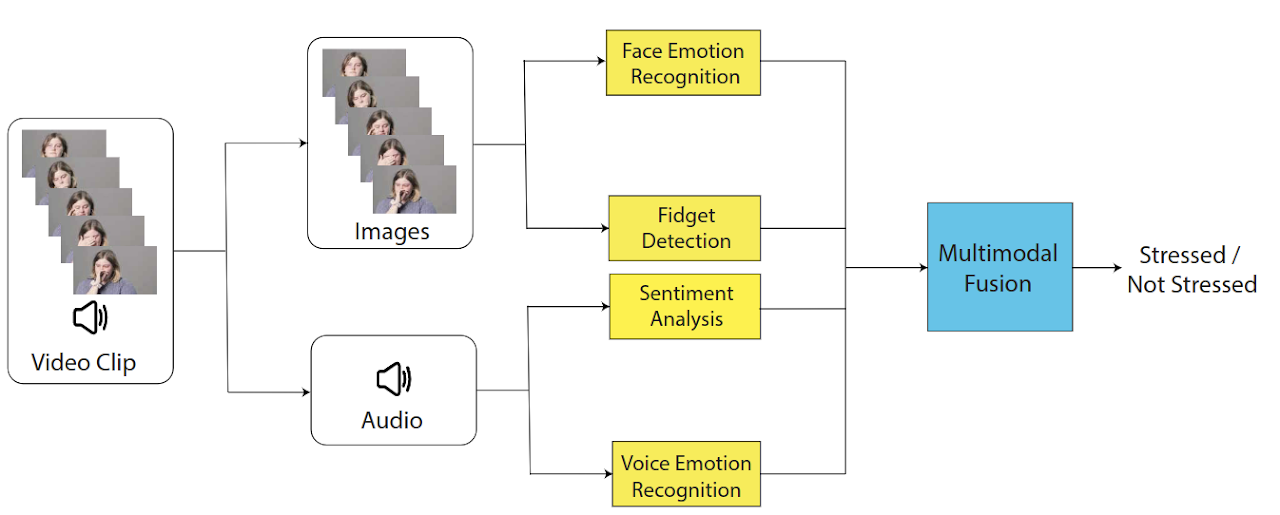 Video Clip
Images
Audio
Face Emotion
Recognition
Fidget
Detection
Sentiment
Analysis
Voice Emotion
Recognition
Multimodal
Fusion
Stressed /
Not Stressed